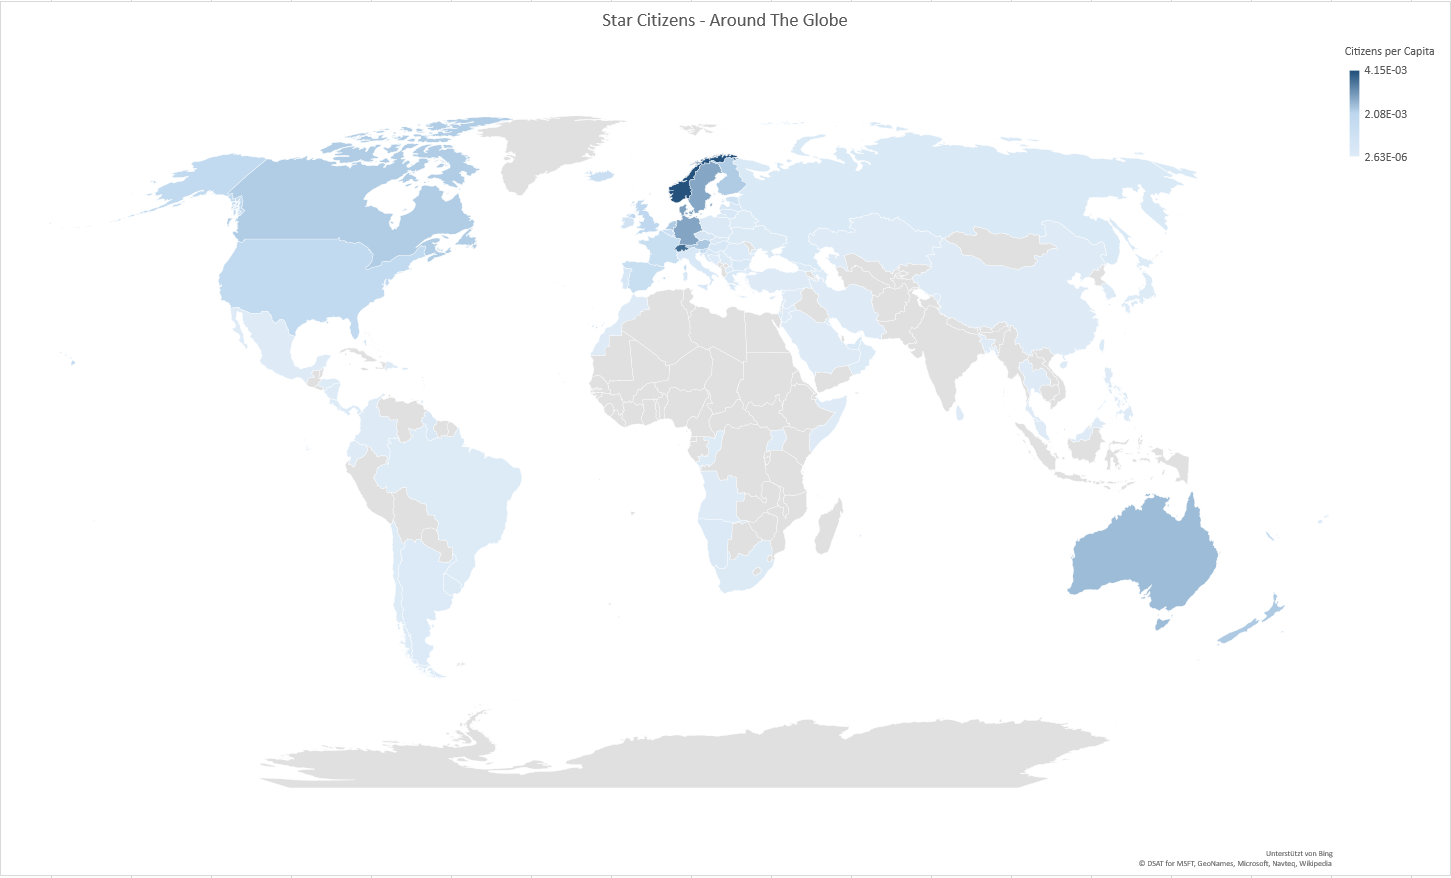 Star Citizens - Around The Globe
Citizens per Capita
4.15E-03
2.08E-03
2.63E-06
Unterstützt von Bing
© DSAT for MSFT, GeoNames, Microsoft, Navteq, Wikipedia